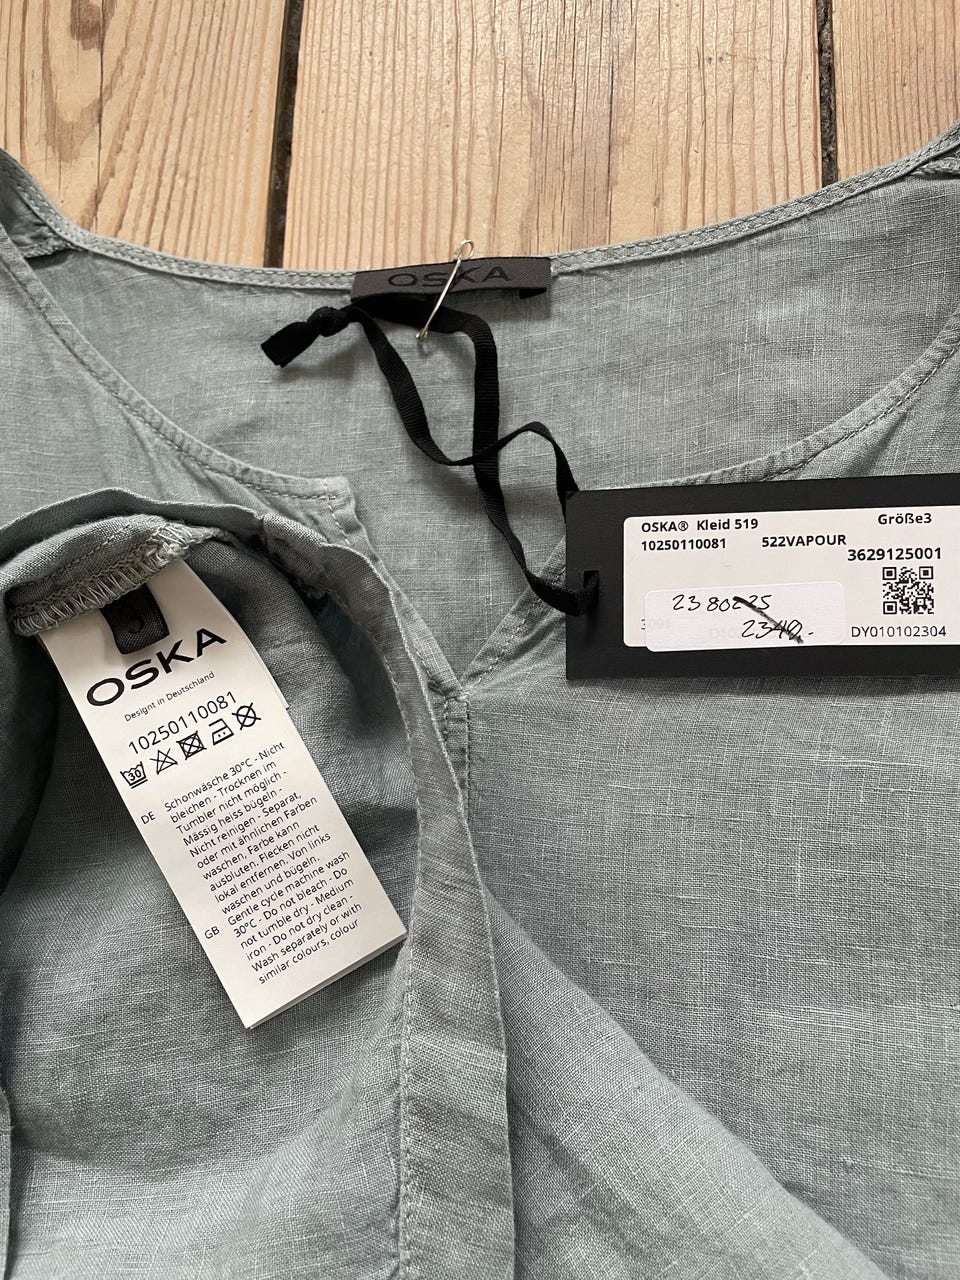 OSKA
OSKA® Kleid 519 Größe3
10250110081 522VAPOUR
3629125001
2349,-
DY010102304
3
OSKA
Designt in Deutschland
10250110081
30
DE Schonwäsche 30°C - Nicht
bleichen - Trocknen im
Tumbler nicht möglich -
Mässig heiss bügeln -
Nicht reinigen - Separat,
oder mit ähnlichen Farben
waschen, Farbe kann
ausbluten. Flecken nicht
lokal entfernen. Von links
waschen und bügeln.
GB Gentle cycle machine wash
30°C - Do not bleach - Do
not tumble dry - Medium
iron - Do not dry clean -
Wash separately or with
similar colours, colour